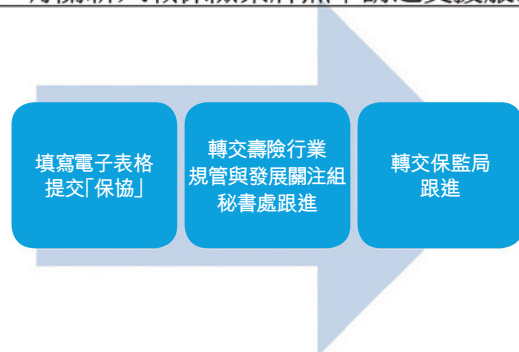 填寫電子表格
提交「保協」
轉交壽險行業
規管與發展關注組
秘書處跟進
轉交保監局
跟進